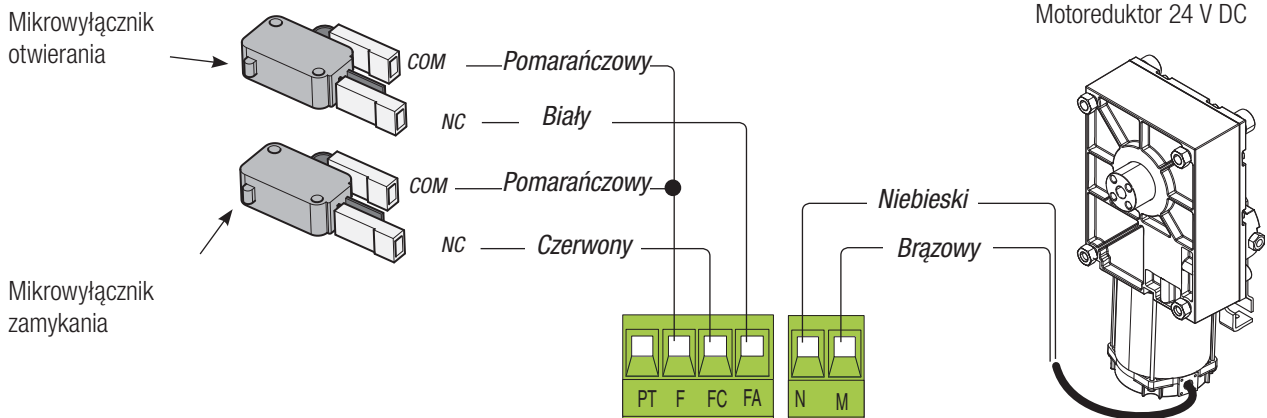 Mikrowyłącznik
otwierania
Motoreduktor 24 V DC
COM
Pomarańczowy
NC
Biały
COM
Pomarańczowy
NC
Czerwony
Niebieski
Brązowy
Mikrowyłącznik
zamykania
PT F FC FA N M